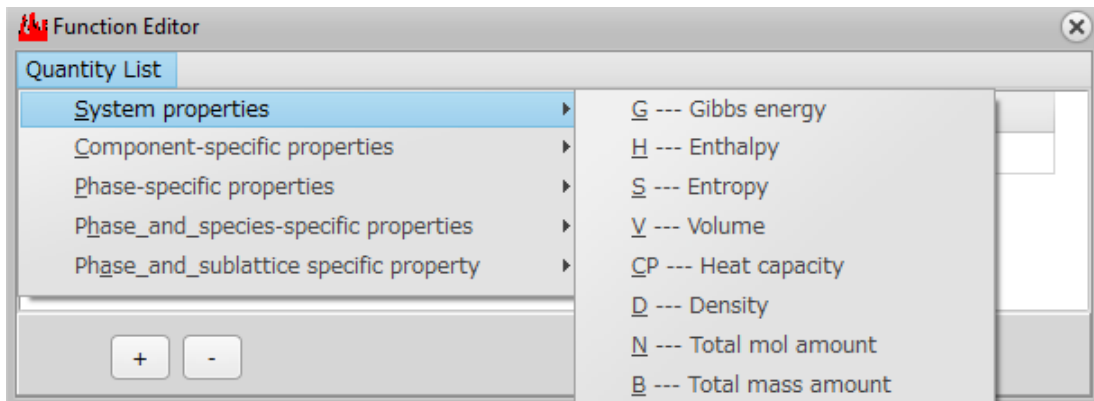 Function Editor
Quantity List
System properties
Component-specific properties
Phase-specific properties
Phase_and_species-specific properties
Phase_and_sublattice specific property
G --- Gibbs energy
H --- Enthalpy
S --- Entropy
V --- Volume
CP --- Heat capacity
D --- Density
N --- Total mol amount
B --- Total mass amount
+ -